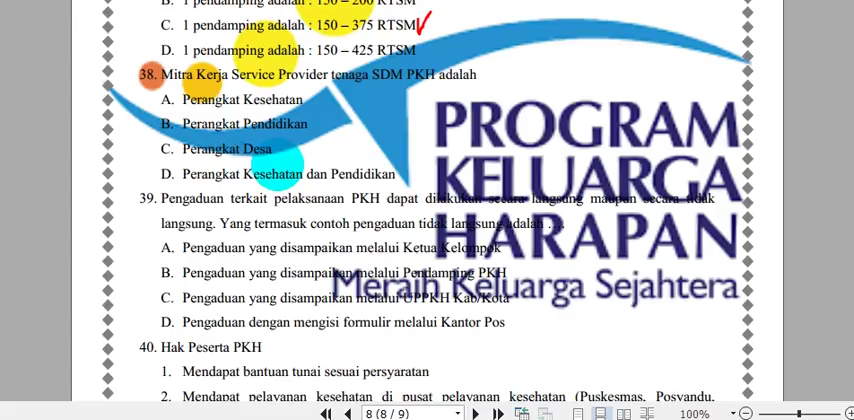 B. 1 pendamping adalah : 150 – 200 RTSM
C. 1 pendamping adalah : 150 – 375 RTSM
D. 1 pendamping adalah : 150 – 425 RTSM
38. Mitra Kerja Service Provider tenaga SDM PKH adalah
A. Perangkat Kesehatan
B. Perangkat Pendidikan
C. Perangkat Desa
D. Perangkat Kesehatan dan Pendidikan
PROGRAM
KELUARGA
HARAPAN
Meraih Keluarga Sejahtera
39. Pengaduan terkait pelaksanaan PKH dapat dilakukan secara langsung maupun secara tidak
langsung. Yang termasuk contoh pengaduan tidak langsung adalah ….
A. Pengaduan yang disampaikan melalui Ketua Kelompok
B. Pengaduan yang disampaikan melalui Pendamping PKH
C. Pengaduan yang disampaikan melalui UPPKH Kab/Kota
D. Pengaduan dengan mengisi formulir melalui Kantor Pos
40. Hak Peserta PKH
1. Mendapat bantuan tunai sesuai persyaratan
2. Mendapat pelayanan kesehatan di pusat pelayanan kesehatan (Puskesmas, Posyandu,
8 (8 / 9)
100%